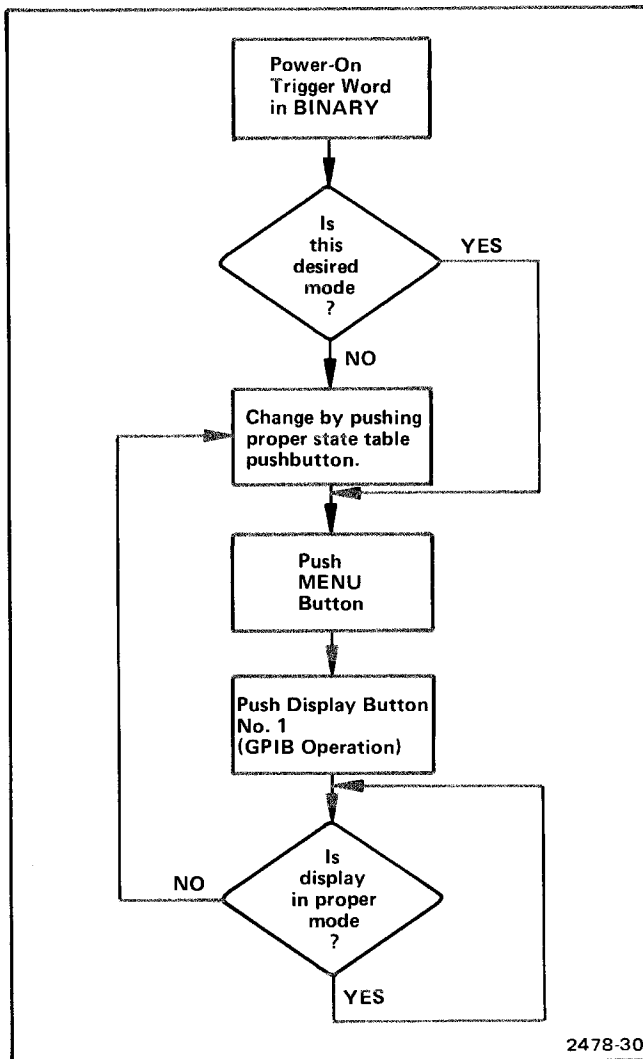 Power-On
Trigger Word
in BINARY
Is
this
desired
mode
?
YES
NO
Change by pushing
proper state table
pushbutton.
Push
MENU
Button
Push Display Button
No. 1
(GPIB Operation)
Is
display
in proper
mode
?
NO
YES
2478-30